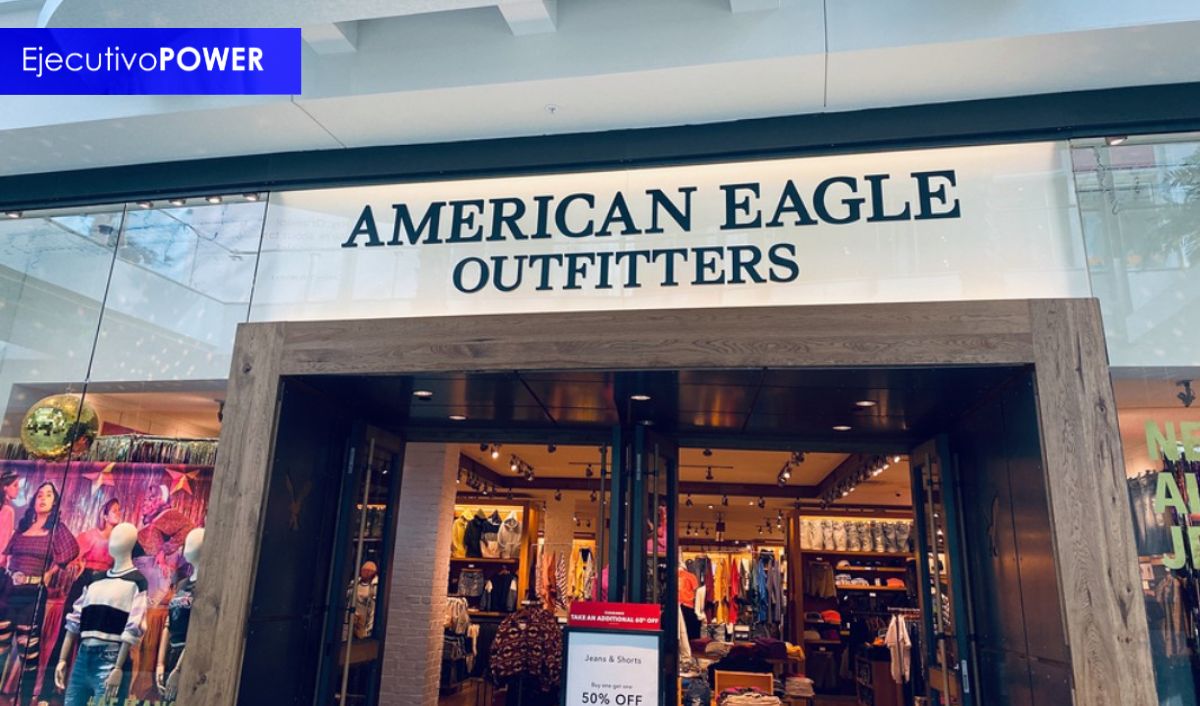 EjecutivoPOWER
AMERICAN EAGLE
OUTFITTERS
TAKE AN ADDITIONAL 60% OFF
Jeans & Shorts
Buy one get one
50% OFF